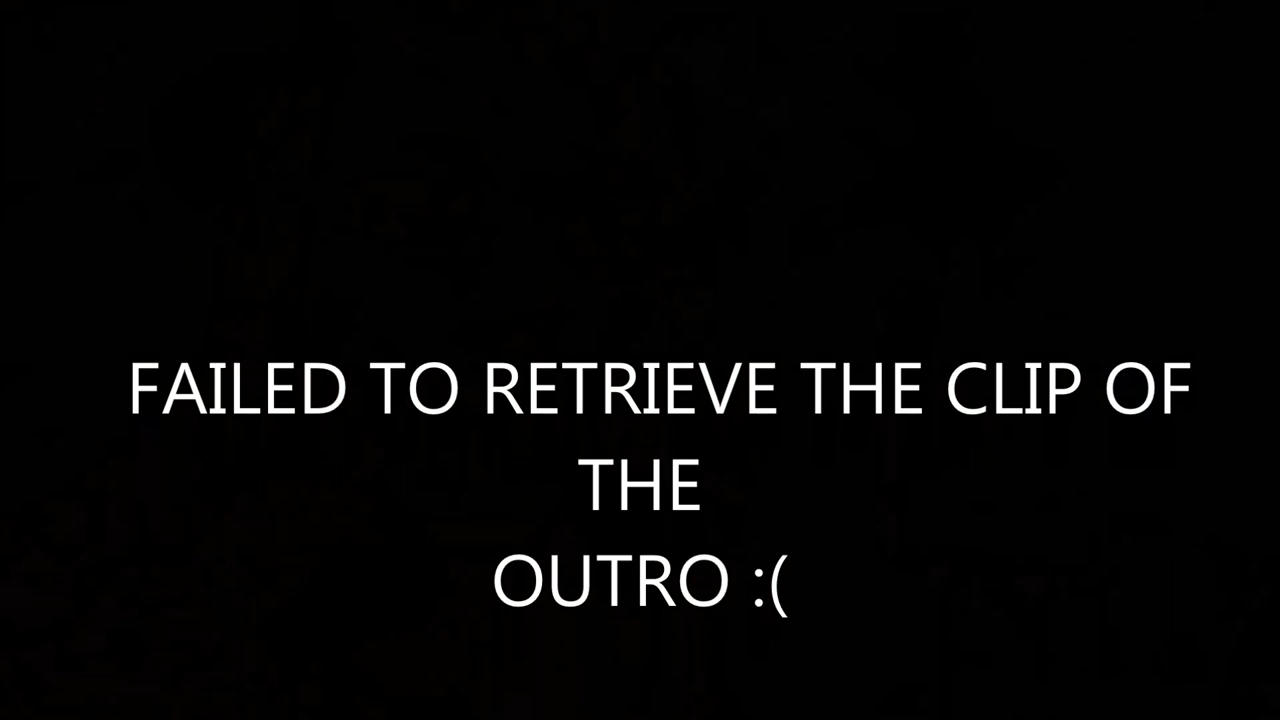 FAILED TO RETRIEVE THE CLIP OF
THE
OUTRO :(